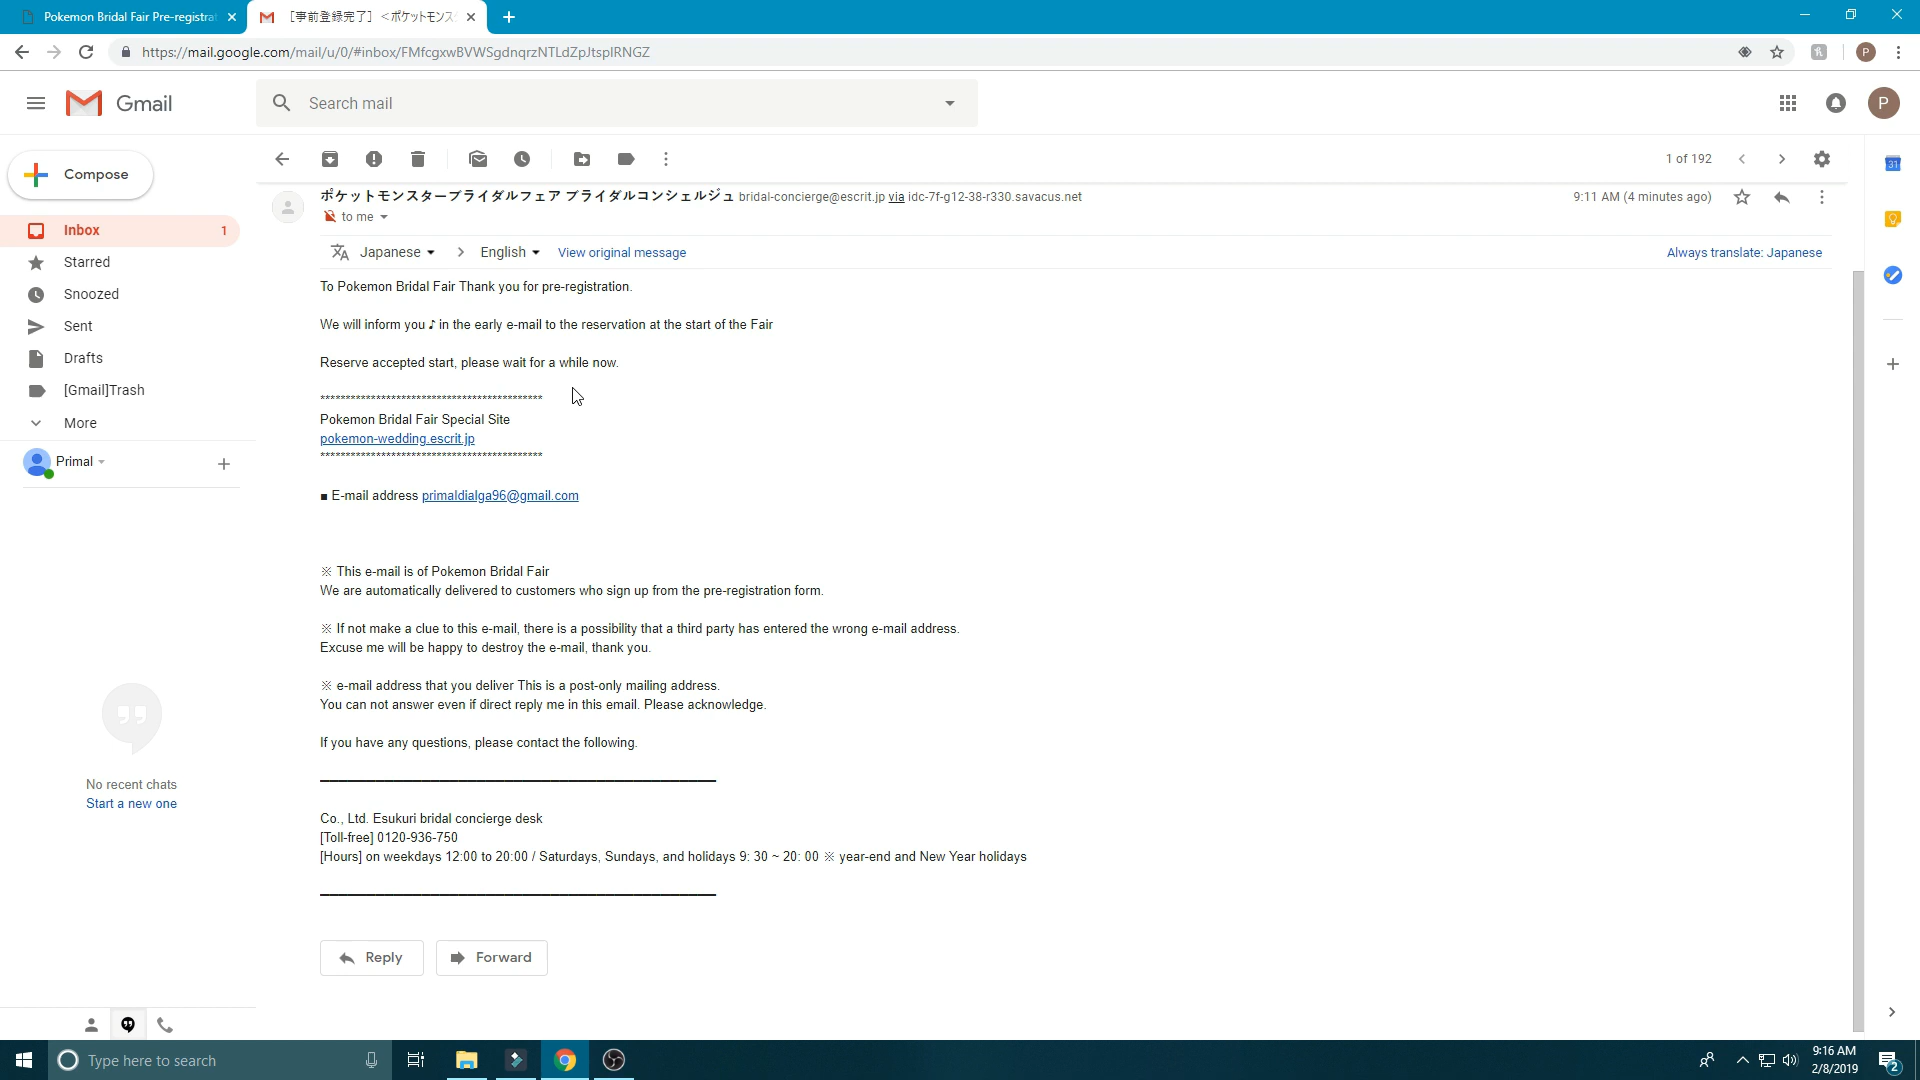 Pokemon Bridal Fair Pre-registra
[事前登録完了] <ポケットモンス
https://mail.google.com/mail/u/0/#inbox/FMfcgxwBVWSgdnqrzNTLdZpJtsplRNGZ
P
Gmail
Search mail
P
Compose
1 of 192
31
ポケットモンスターブライダルフェア ブライダルコンシェルジュ bridal-concierge@escrit.jp via idc-7f-g12-38-r330.savacus.net
9:11 AM (4 minutes ago)
to me
Inbox
1
Starred
Snoozed
Sent
Drafts
[Gmail]Trash
More
Primal
Japanese > English View original message
Always translate: Japanese
To Pokemon Bridal Fair Thank you for pre-registration.
We will inform you ♪ in the early e-mail to the reservation at the start of the Fair
Reserve accepted start, please wait for a while now.
********************************************
Pokemon Bridal Fair Special Site
pokemon-wedding.escrit.jp
********************************************
■ E-mail address primaldialga96@gmail.com
※ This e-mail is of Pokemon Bridal Fair
We are automatically delivered to customers who sign up from the pre-registration form.
※ If not make a clue to this e-mail, there is a possibility that a third party has entered the wrong e-mail address.
Excuse me will be happy to destroy the e-mail, thank you.
※ e-mail address that you deliver This is a post-only mailing address.
You can not answer even if direct reply me in this email. Please acknowledge.
If you have any questions, please contact the following.
Co., Ltd. Esukuri bridal concierge desk
[Toll-free] 0120-936-750
[Hours] on weekdays 12:00 to 20:00 / Saturdays, Sundays, and holidays 9: 30 ~ 20: 00 ※ year-end and New Year holidays
Reply
Forward
No recent chats
Start a new one
Type here to search
9:16 AM
2/8/2019
2